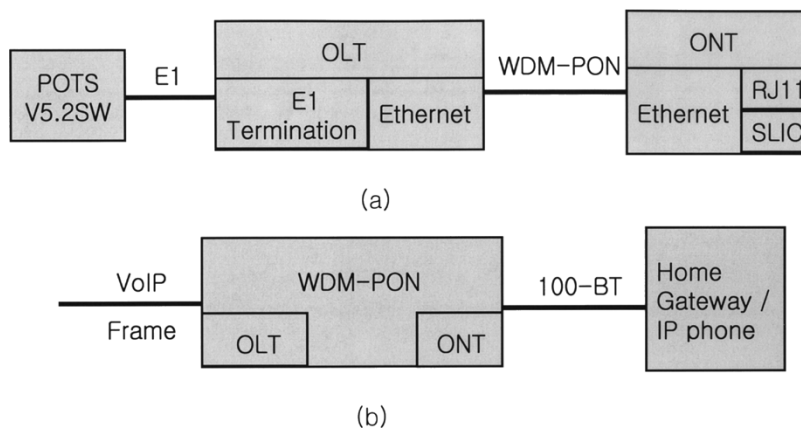 OLT
ONT
POTS
V5.2SW
E1
E1
Termination
Ethernet
WDM-PON
Ethernet
RJ11
SLIC
(a)
VoIP
Frame
WDM-PON
OLT
ONT
100-BT
Home
Gateway /
IP phone
(b)